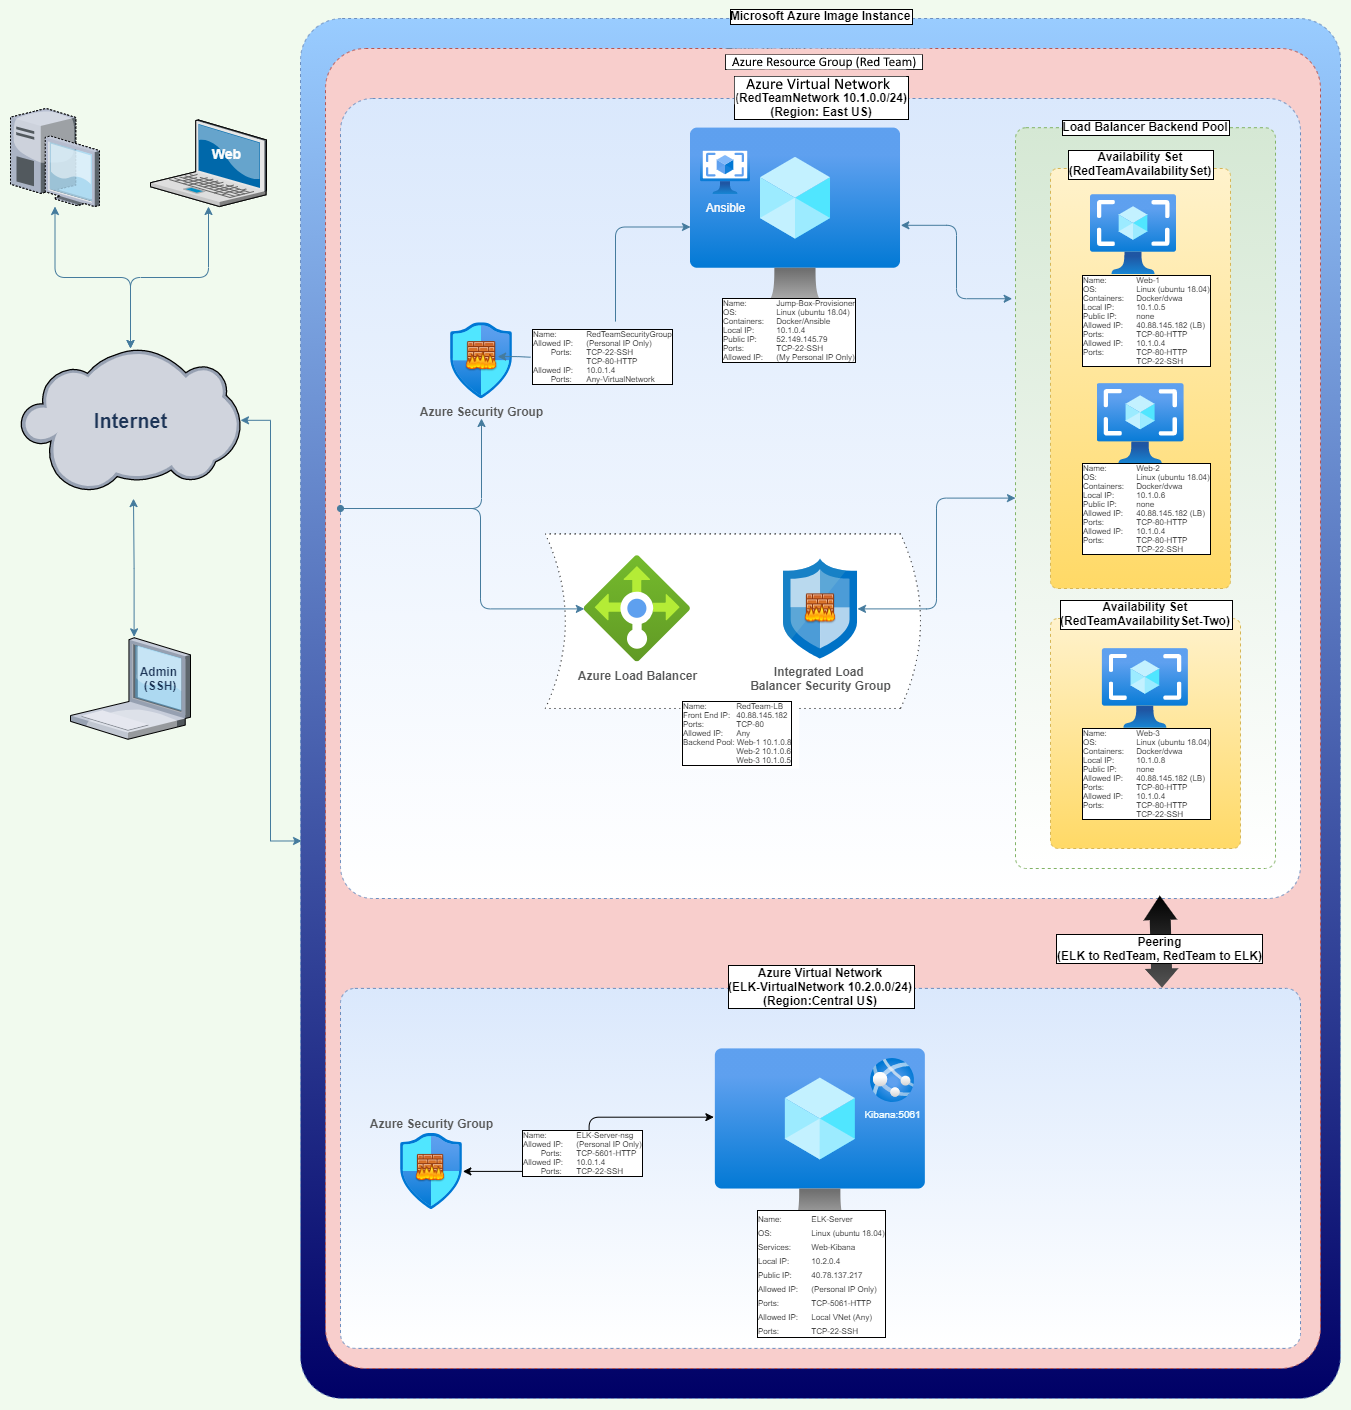 Microsoft Azure Image Instance
Azure Resource Group (Red Team)
Azure Virtual Network
(RedTeamNetwork 10.1.0.0/24)
(Region: East US)
Web
Internet
Admin
(SSH)
Ansible
Name: Jump-Box-Provisioner
OS: Linux (ubuntu 18.04)
Containers: Docker/Ansible
Local IP: 10.1.0.4
Public IP: 52.149.145.79
Ports: TCP-22-SSH
Allowed IP: (My Personal IP Only)
Name: RedTeamSecurityGroup
Allowed IP: (Personal IP Only)
Ports: TCP-22-SSH
TCP-80-HTTP
Allowed IP: 10.0.1.4
Ports: Any-VirtualNetwork
Azure Security Group
Azure Load Balancer
Integrated Load
Balancer Security Group
Name: RedTeam-LB
Front End IP: 40.88.145.182
Ports: TCP-80
Allowed IP: Any
Backend Pool: Web-1 10.1.0.8
Web-2 10.1.0.6
Web-3 10.1.0.5
Load Balancer Backend Pool
Availability Set
(RedTeamAvailabilitySet)
Name: Web-1
OS: Linux (ubuntu 18.04)
Containers: Docker/dvwa
Local IP: 10.1.0.5
Public IP: none
Allowed IP: 40.88.145.182 (LB)
Ports: TCP-80-HTTP
Allowed IP: 10.1.0.4
Ports: TCP-80-HTTP
TCP-22-SSH
Name: Web-2
OS: Linux (ubuntu 18.04)
Containers: Docker/dvwa
Local IP: 10.1.0.6
Public IP: none
Allowed IP: 40.88.145.182 (LB)
Ports: TCP-80-HTTP
Allowed IP: 10.1.0.4
Ports: TCP-80-HTTP
TCP-22-SSH
Availability Set
(RedTeamAvailabilitySet-Two)
Name: Web-3
OS: Linux (ubuntu 18.04)
Containers: Docker/dvwa
Local IP: 10.1.0.8
Public IP: none
Allowed IP: 40.88.145.182 (LB)
Ports: TCP-80-HTTP
Allowed IP: 10.1.0.4
Ports: TCP-80-HTTP
TCP-22-SSH
Peering
(ELK to RedTeam, RedTeam to ELK)
Azure Virtual Network
(ELK-VirtualNetwork 10.2.0.0/24)
(Region:Central US)
Kibana:5061
Azure Security Group
Name: ELK-Server-nsg
Allowed IP: (Personal IP Only)
Ports: TCP-5601-HTTP
Allowed IP: 10.0.1.4
Ports: TCP-22-SSH
Name: ELK-Server
OS: Linux (ubuntu 18.04)
Services: Web-Kibana
Local IP: 10.2.0.4
Public IP: 40.78.137.217
Allowed IP: (Personal IP Only)
Ports: TCP-5061-HTTP
Allowed IP: Local VNet (Any)
Ports: TCP-22-SSH